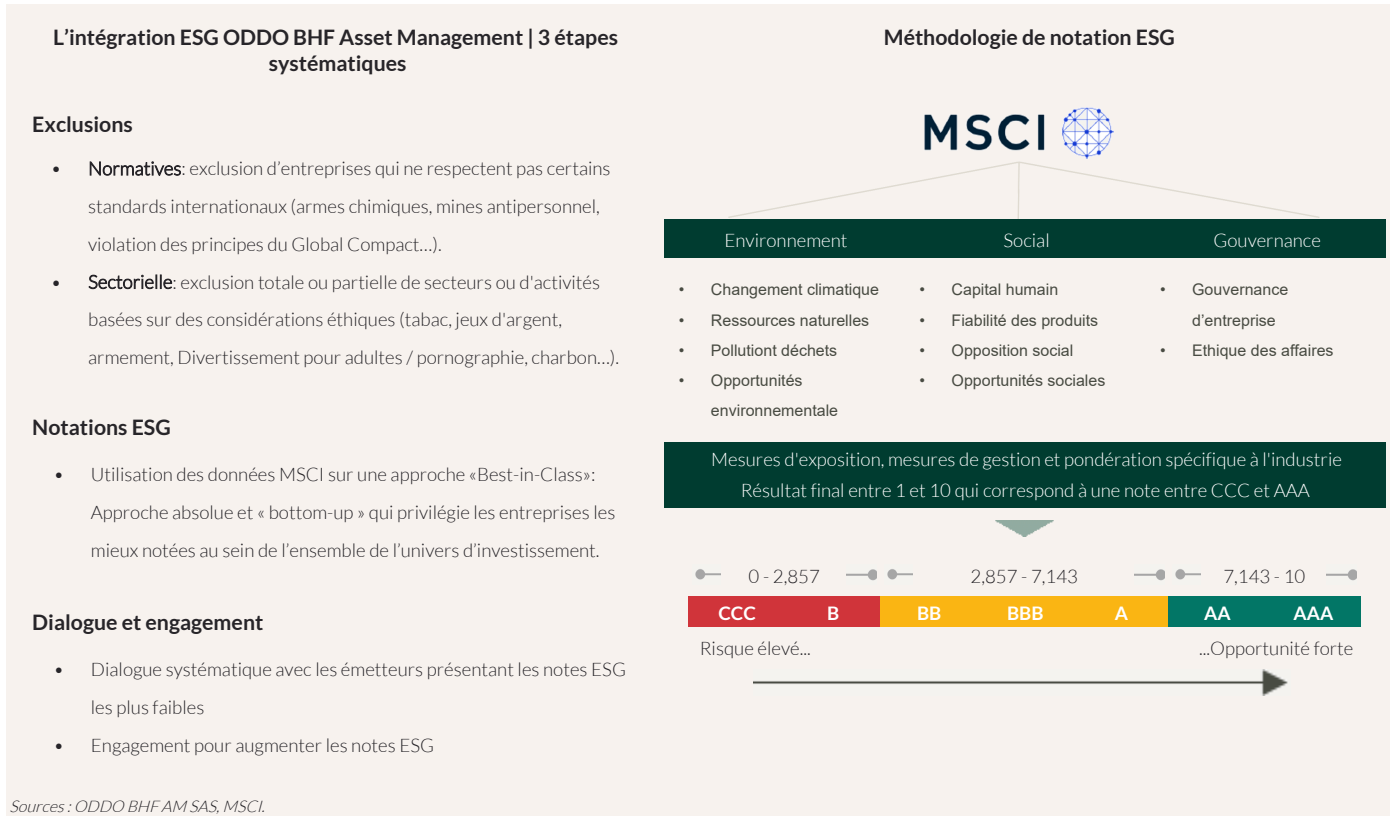 L’intégration ESG ODDO BHF Asset Management | 3 étapes
systématiques
Exclusions
• Normatives: exclusion d’entreprises qui ne respectent pas certains
standards internationaux (armes chimiques, mines antipersonnel,
violation des principes du Global Compact…).
• Sectorielle: exclusion totale ou partielle de secteurs ou d'activités
basées sur des considérations éthiques (tabac, jeux d'argent,
armement, Divertissement pour adultes / pornographie, charbon…).
Notations ESG
• Utilisation des données MSCI sur une approche «Best-in-Class»:
Approche absolue et « bottom-up » qui privilégie les entreprises les
mieux notées au sein de l’ensemble de l’univers d’investissement.
Dialogue et engagement
• Dialogue systématique avec les émetteurs présentant les notes ESG
les plus faibles
• Engagement pour augmenter les notes ESG
Sources : ODDO BHF AM SAS, MSCI.
Méthodologie de notation ESG
MSCI
Environnement Social Gouvernance
• Changement climatique
• Ressources naturelles
• Pollutiont déchets
• Opportunités
environnementale
• Capital humain
• Fiabilité des produits
• Opposition social
• Opportunités sociales
• Gouvernance
d’entreprise
• Ethique des affaires
Mesures d'exposition, mesures de gestion et pondération spécifique à l'industrie
Résultat final entre 1 et 10 qui correspond à une note entre CCC et AAA
0 - 2,857 2,857 - 7,143 7,143 - 10
CCC B BB BBB A AA AAA
Risque élevé... ...Opportunité forte